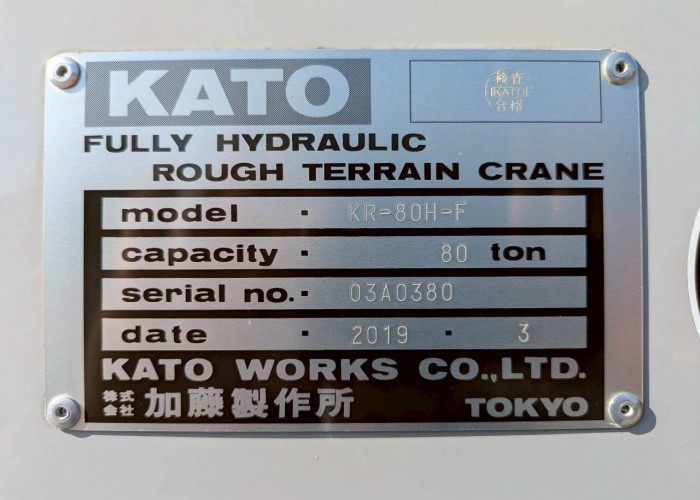 KATO
検査
KATO
合格
FULLY HYDRAULIC
ROUGH TERRAIN CRANE
model · KR-80H-F
capacity · 80 ton
serial no. · 03A0380
date · 2019 · 3
KATO WORKS CO.,LTD.
株式会社 加藤製作所 TOKYO